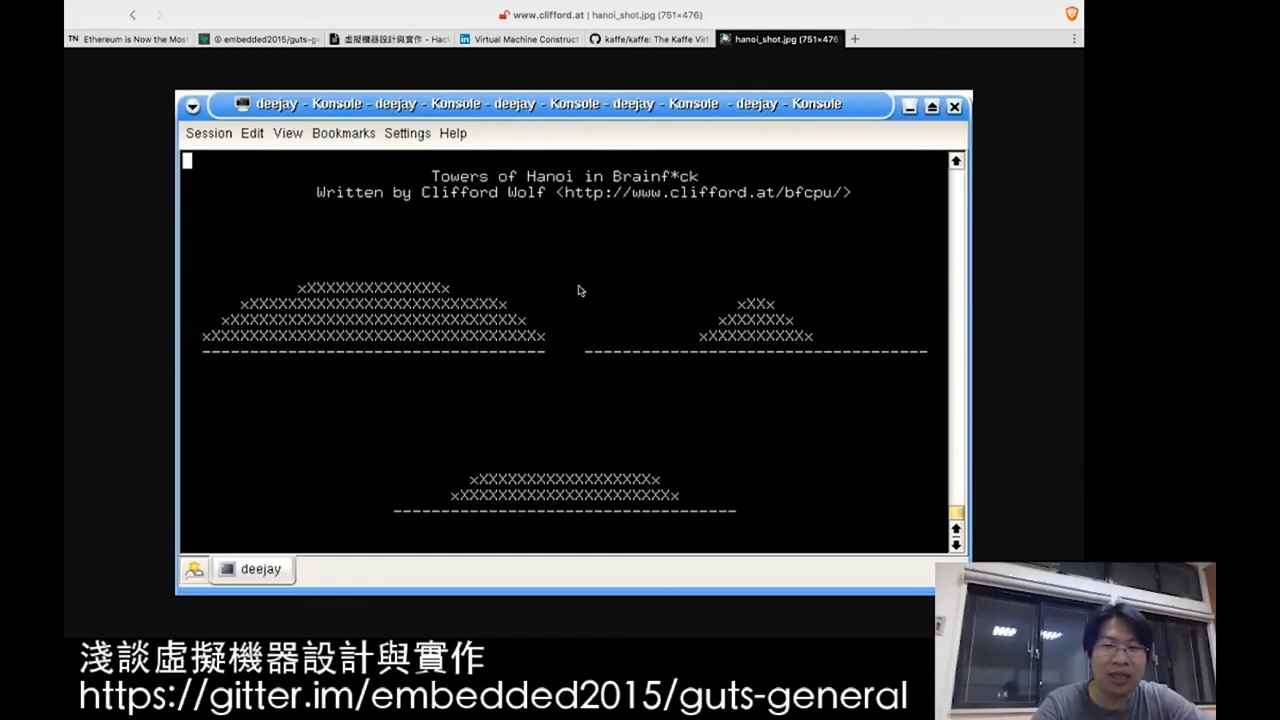 www.clifford.at | hanoi_shot.jpg (751×476)
TN Ethereum is Now the Most
embedded2015/guts-g
虛擬機器設計與實作 - Hac
Virtual Machine Construct
kaffe/kaffe: The Kaffe Virt
hanoi_shot.jpg (751×476
deejay - Konsole - deejay - Konsole - deejay - Konsole - deejay - Konsole - deejay - Konsole
Session Edit View Bookmarks Settings Help
Towers of Hanoi in Brainf*ck
Written by Clifford Wolf <http://www.clifford.at/bfcpu/>
deejay
淺談虛擬機器設計與實作
https://gitter.im/embedded2015/guts-general